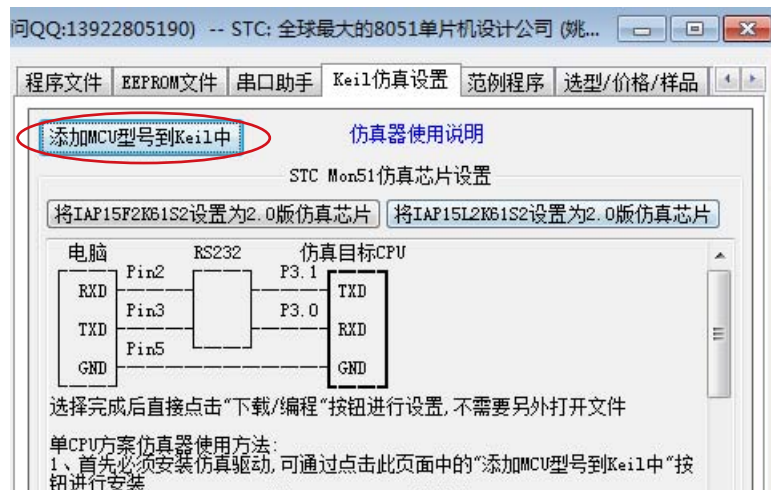 问QQ:13922805190) -- STC: 全球最大的8051单片机设计公司 (姚...
程序文件 EEPROM文件 串口助手 Keil仿真设置 范例程序 选型/价格/样品
添加MCU型号到Keil中 仿真器使用说明
STC Mon51仿真芯片设置
将IAP15F2K61S2设置为2.0版仿真芯片 将IAP15L2K61S2设置为2.0版仿真芯片
电脑 RS232 仿真目标CPU
Pin2 P3.1
RXD TXD
Pin3 P3.0
TXD RXD
Pin5
GND GND
选择完成后直接点击“下载/编程”按钮进行设置,不需要另外打开文件
单CPU方案仿真器使用方法:
1、首先必须安装仿真驱动,可通过点击此页面中的“添加MCU型号到Keil中”按
钮进行安装